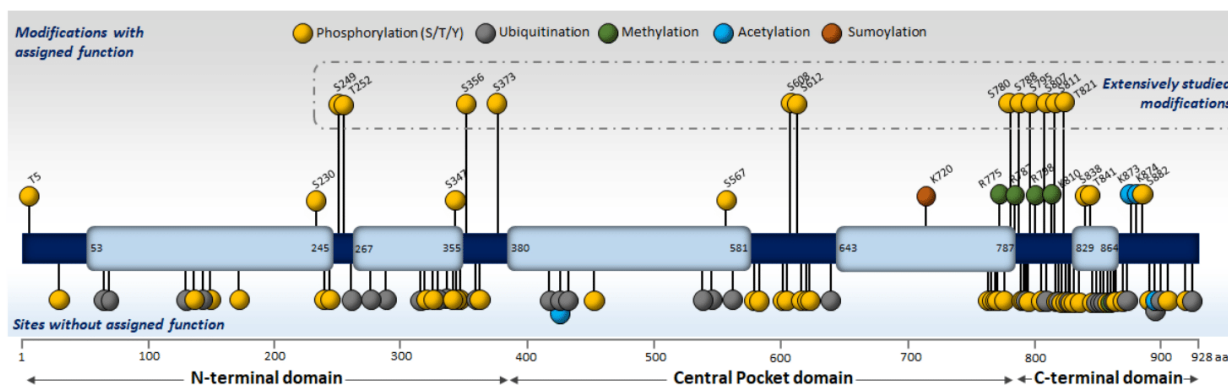 Modifications with
assigned function
Phosphorylation (S/T/Y) Ubiquitination Methylation Acetylation Sumoylation
S249 T252 S356 S373 S608 S612 S780 S788 S795 S807 S811 T821
Extensively studied
modifications
T5 S230 S347 S567 K720 R775 R787 R798 K810 S838 T841 K873 K874 S882
53 245 267 355 380 581 643 787 829 864
Sites without assigned function
1 100 200 300 400 500 600 700 800 900 928 aa
N-terminal domain Central Pocket domain C-terminal domain